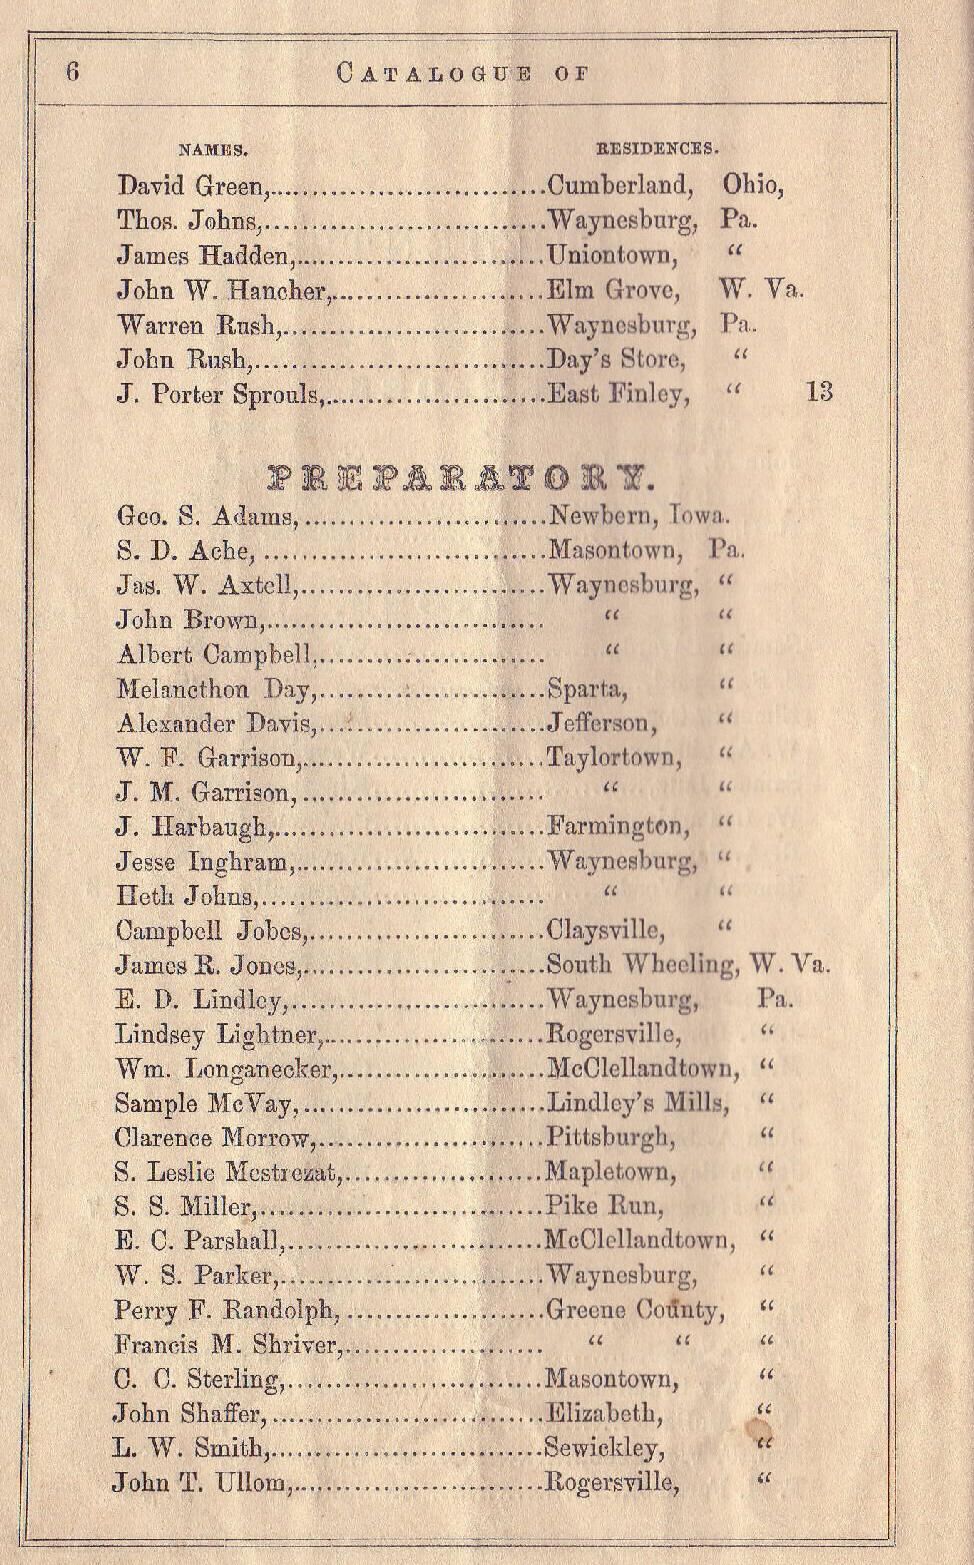 6 CATALOGUE OF
NAMES. RESIDENCES.
David Green,..............................Cumberland, Ohio,
Thos. Johns,..............................Waynesburg, Pa.
James Hadden,..............................Uniontown, “
John W. Hancher,..............................Elm Grove, W. Va.
Warren Rush,..............................Waynesburg, Pa.
John Rush,..............................Day's Store, “
J. Porter Sprouls,..............................East Finley, “ 13
PREPARATORY.
Geo. S. Adams,..............................Newbern, Iowa.
S. D. Ache,..............................Masontown, Pa.
Jas. W. Axtell,..............................Waynesburg, “
John Brown,.............................. “ “
Albert Campbell,.............................. “ “
Melancthon Day,..............................Sparta, “
Alexander Davis,..............................Jefferson, “
W. F. Garrison,..............................Taylortown, “
J. M. Garrison,.............................. “ “
J. Harbaugh,..............................Farmington, “
Jesse Inghram,..............................Waynesburg, “
Heth Johns,.............................. “ “
Campbell Jobes,..............................Claysville, “
James R. Jones,..............................South Wheeling, W. Va.
E. D. Lindley,..............................Waynesburg, Pa.
Lindsey Lightner,..............................Rogersville, “
Wm. Longanecker,..............................McClellandtown, “
Sample McVay,..............................Lindley's Mills, “
Clarence Morrow,..............................Pittsburgh, “
S. Leslie Mestrezat,..............................Mapletown, “
S. S. Miller,..............................Pike Run, “
E. C. Parshall,..............................McClellandtown, “
W. S. Parker,..............................Waynesburg, “
Perry F. Randolph,..............................Greene County, “
Francis M. Shriver,.............................. “ “ “
C. C. Sterling,..............................Masontown, “
John Shaffer,..............................Elizabeth, “
L. W. Smith,..............................Sewickley, “
John T. Ullom,..............................Rogersville, “